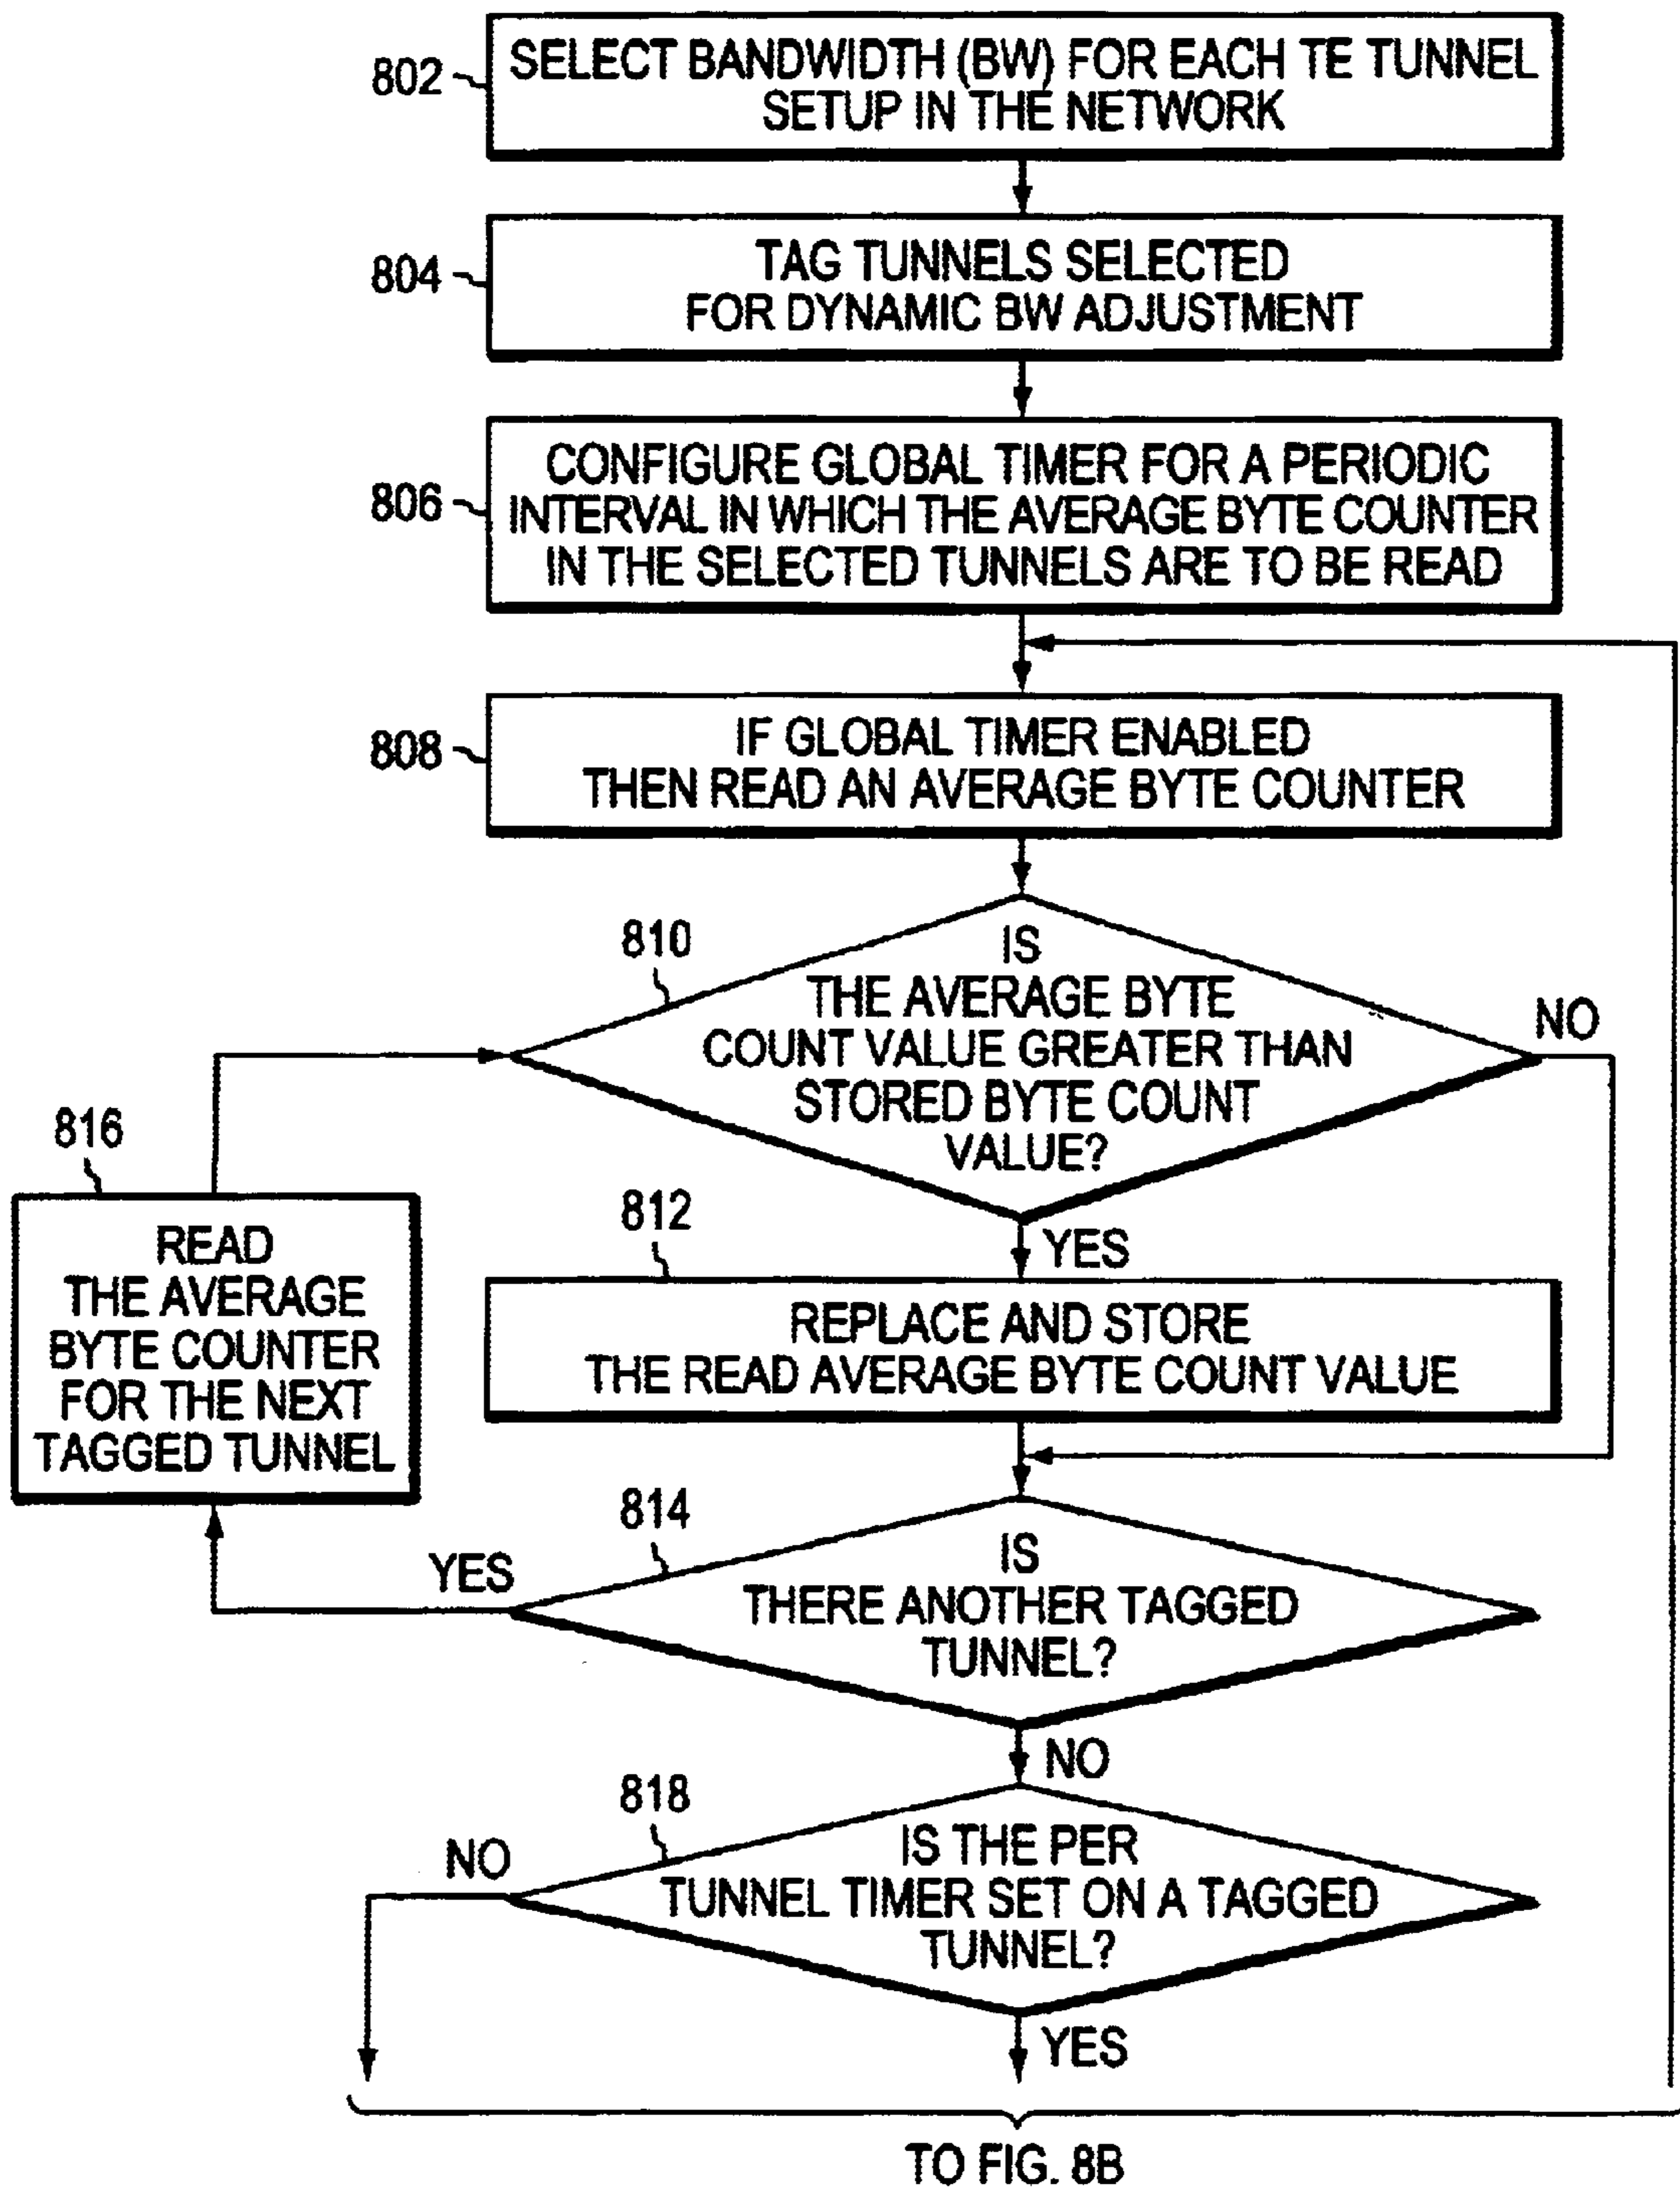 802
SELECT BANDWIDTH (BW) FOR EACH TE TUNNEL
SETUP IN THE NETWORK
804
TAG TUNNELS SELECTED
FOR DYNAMIC BW ADJUSTMENT
806
CONFIGURE GLOBAL TIMER FOR A PERIODIC
INTERVAL IN WHICH THE AVERAGE BYTE COUNTER
IN THE SELECTED TUNNELS ARE TO BE READ
808
IF GLOBAL TIMER ENABLED
THEN READ AN AVERAGE BYTE COUNTER
810
IS
THE AVERAGE BYTE
COUNT VALUE GREATER THAN
STORED BYTE COUNT
VALUE?
NO
YES
812
REPLACE AND STORE
THE READ AVERAGE BYTE COUNT VALUE
816
READ
THE AVERAGE
BYTE COUNTER
FOR THE NEXT
TAGGED TUNNEL
814
IS
THERE ANOTHER TAGGED
TUNNEL?
YES
NO
818
IS THE PER
TUNNEL TIMER SET ON A TAGGED
TUNNEL?
NO
YES
TO FIG. 8B